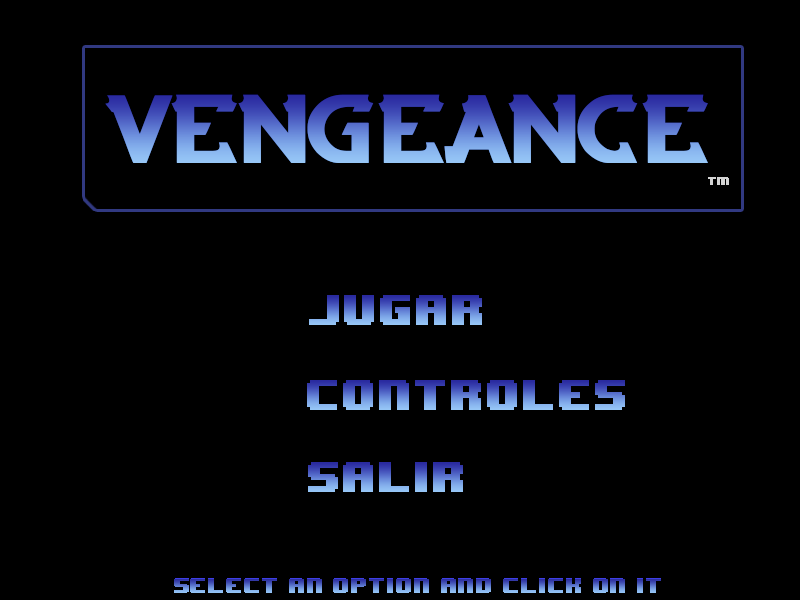 VENGEANCE
TM
JUGAR
CONTROLES
SALIR
SELECT AN OPTION AND CLICK ON IT